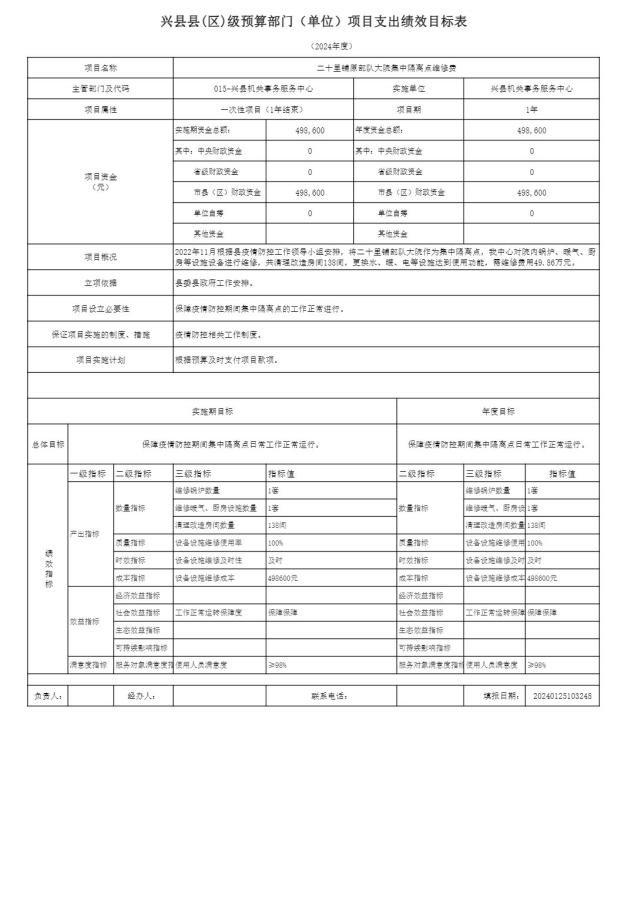 兴县县(区)级预算部门（单位）项目支出绩效目标表
（2024年度）
项目名称 二十里铺原部队大院集中隔离点维修费
主管部门及代码 015-兴县机关事务服务中心 实施单位 兴县机关事务服务中心
项目属性 一次性项目（1年结束） 项目期 1年
项目资金
（元）
实施期资金总额： 498,600 年度资金总额： 498,600
其中：中央财政资金 0 其中：中央财政资金 0
省级财政资金 0 省级财政资金 0
市县（区）财政资金 498,600 市县（区）财政资金 498,600
单位自筹 0 单位自筹 0
其他资金 其他资金
项目概况
2022年11月根据县疫情防控工作领导小组安排，将二十里铺部队大院作为集中隔离点，我中心对院内锅炉、暖气、厨
房等设施设备进行维修，共清理改造房间138间，更换水、暖、电等设施达到使用功能，需维修费用49.86万元。
立项依据 县委县政府工作安排。
项目设立必要性 保障疫情防控期间集中隔离点的工作正常进行。
保证项目实施的制度、措施 疫情防控相关工作制度。
项目实施计划 根据预算及时支付项目款项。
实施期目标 年度目标
总体目标 保障疫情防控期间集中隔离点日常工作正常运行。 保障疫情防控期间集中隔离点日常工作正常运行。
绩效指标
一级指标 二级指标 三级指标 指标值 二级指标 三级指标 指标值
产出指标
数量指标 维修锅炉数量 1套 数量指标 维修锅炉数量 1套
维修暖气、厨房设施数量 1套 维修暖气、厨房设 1套
清理改造房间数量 138间 清理改造房间数量 138间
质量指标 设备设施维修使用率 100% 质量指标 设备设施维修使用 100%
时效指标 设备设施维修及时性 及时 时效指标 设备设施维修及时 及时
成本指标 设备设施维修成本 498600元 成本指标 设备设施维修成本 498600元
效益指标
经济效益指标 经济效益指标
社会效益指标 工作正常运转保障度 保障保障 社会效益指标 工作正常运转保障 保障保障
生态效益指标 生态效益指标
可持续影响指标 可持续影响指标
满意度指标 服务对象满意度指 使用人员满意度 ≥98% 服务对象满意度指标 使用人员满意度 ≥98%
负责人： 经办人： 联系电话： 填报日期： 20240125103245